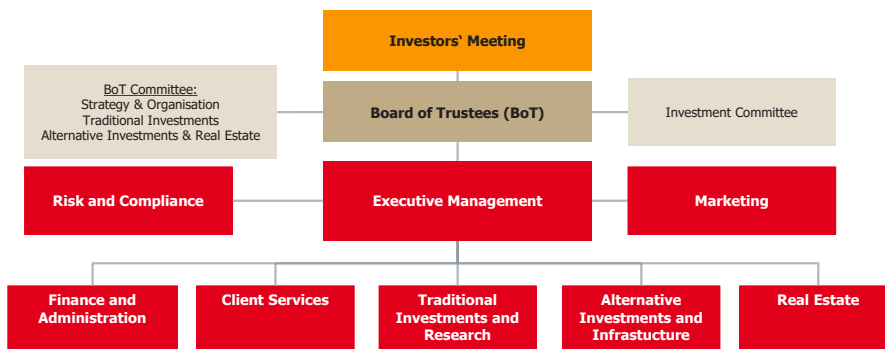 Investors‘ Meeting
BoT Committee:
Strategy & Organisation
Traditional Investments
Alternative Investments & Real Estate
Board of Trustees (BoT)
Investment Committee
Risk and Compliance
Executive Management
Marketing
Finance and
Administration
Client Services
Traditional
Investments and
Research
Alternative
Investments and
Infrastucture
Real Estate